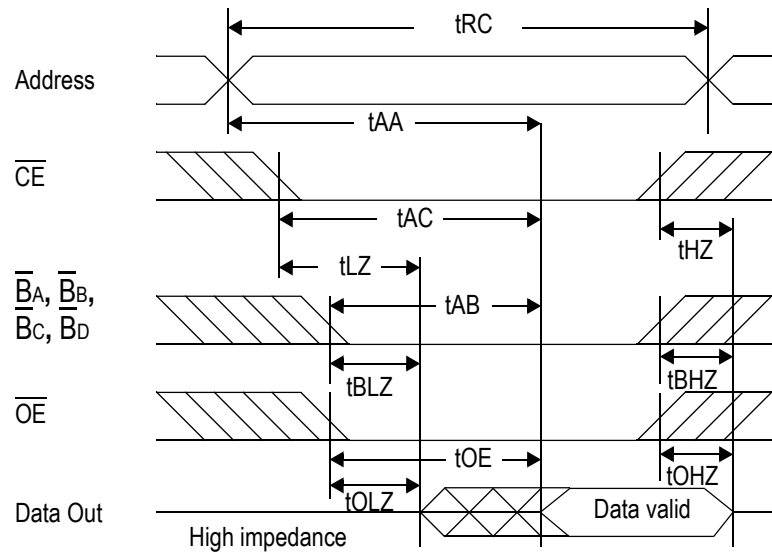 tRC
Address
tAA
CE
tAC
tHZ
tLZ
BA, BB,
BC, BD
tAB
tBLZ
tBHZ
OE
tOE
tOHZ
tOLZ
Data Out
Data valid
High impedance